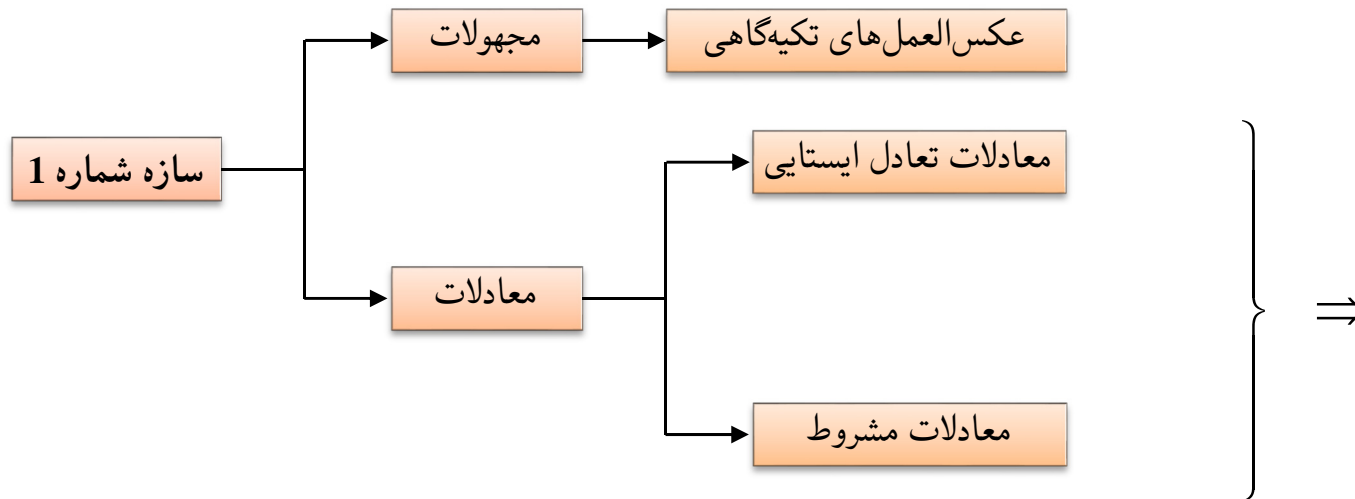 سازه شماره 1
مجهولات
عکس‌العمل‌های تکیه‌گاهی
معادلات
معادلات تعادل ایستایی
معادلات مشروط
⇒